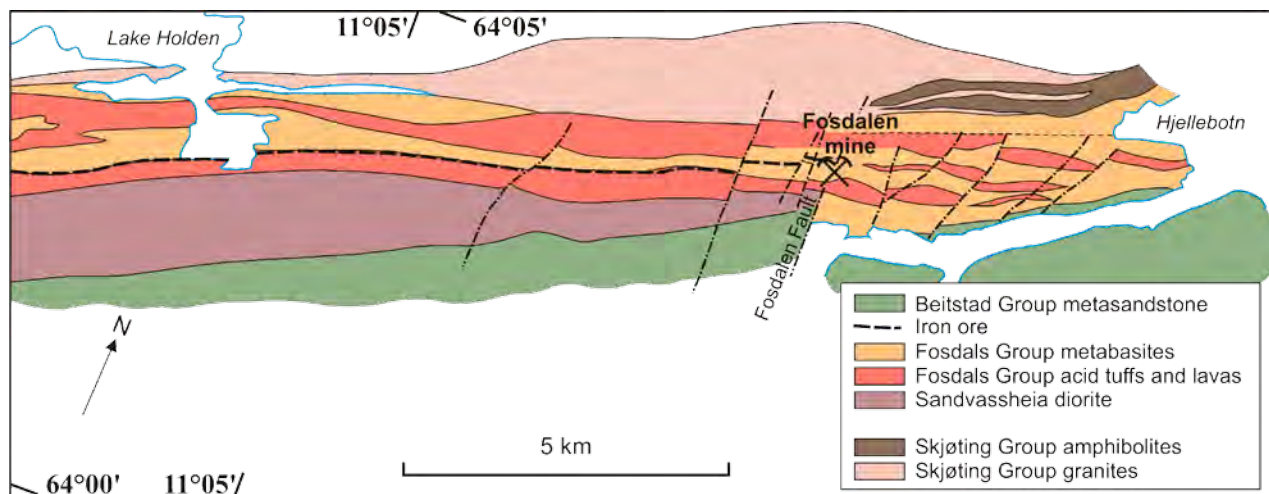 11°05'/ 64°05'
Lake Holden
Fosdalen
mine
Hjellebotn
Fosdalen Fault
N
Beitstad Group metasandstone
Iron ore
Fosdals Group metabasites
Fosdals Group acid tuffs and lavas
Sandvassheia diorite
Skjøting Group amphibolites
Skjøting Group granites
5 km
64°00' 11°05'/